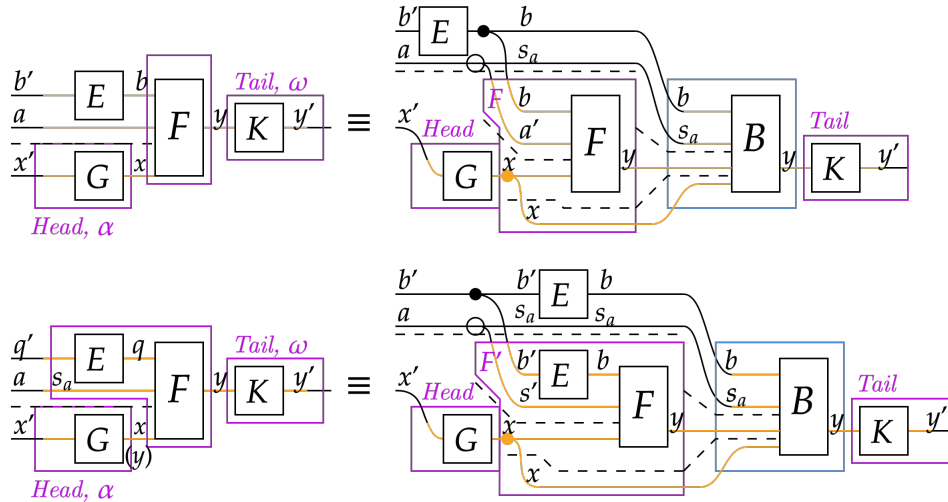 b′ E b
a s_a
b′ b Tail, ω
E
a F y K y′ ≡
x′ x
G
Head, α
F b b
a′ s_a
x′ Head F B Tail
G x y y K y′
x
b′ b′ E b
a s_a s_a
q′ E q Tail, ω
a s_a F y K y′ ≡
x′ G x
(y)
Head, α
F′ b′ E b b
s′ s_a
x′ Head F B Tail
G x y y K y′
x